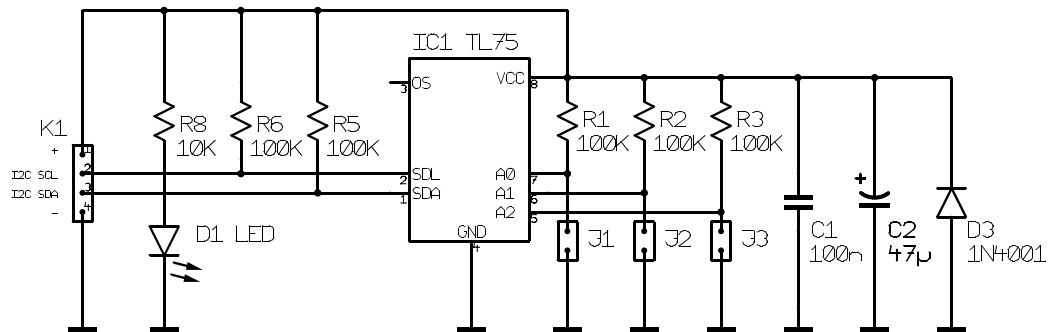 IC1 TL75
OS
3
VCC
8
K1
+
1
I2C SCL
2
I2C SDA
3
-
4
R8
10K
R6
100K
R5
100K
R1
100K
R2
100K
R3
100K
SDL
2
SDA
1
A0
7
A1
6
A2
5
GND
4
D1 LED
J1
J2
J3
C1
100n
+
C2
47µ
D3
1N4001